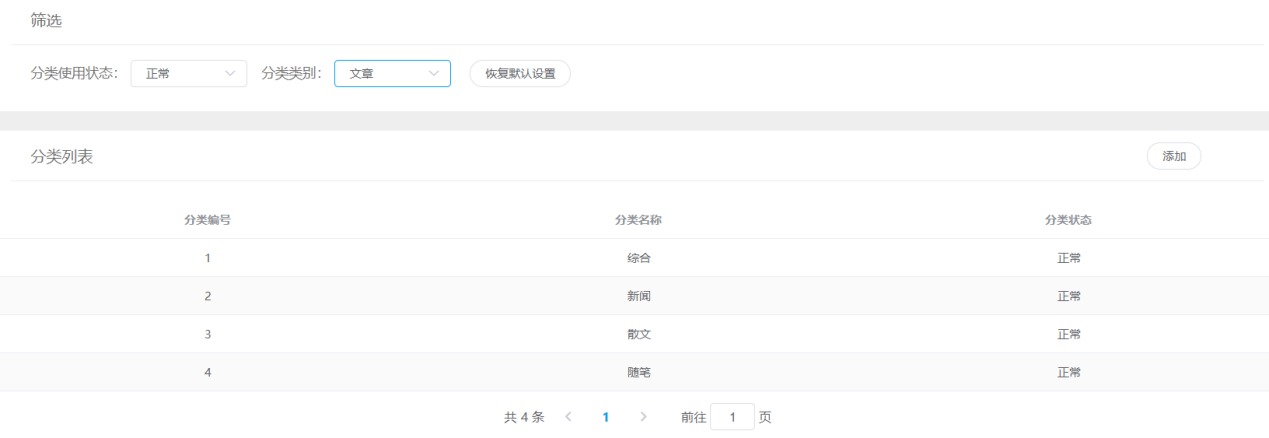 筛选
分类使用状态： 正常 分类类别： 文章 恢复默认设置
分类列表 添加
分类编号 分类名称 分类状态
1 综合 正常
2 新闻 正常
3 散文 正常
4 随笔 正常
共 4 条 < 1 > 前往 1 页